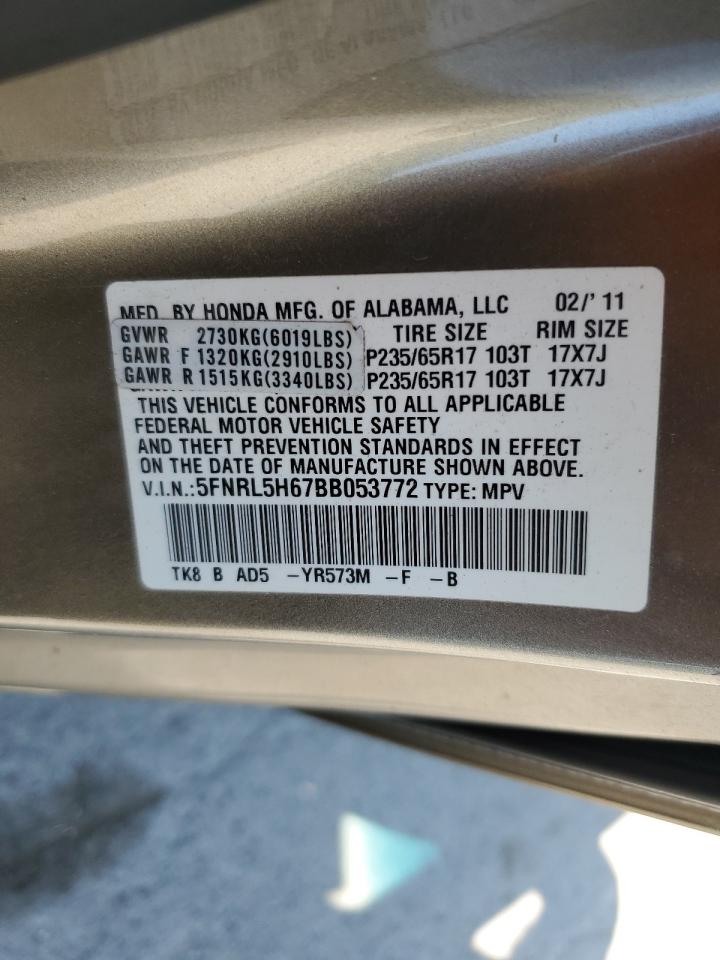 MFD. BY HONDA MFG. OF ALABAMA, LLC 02/' 11
GVWR 2730KG(6019LBS) TIRE SIZE RIM SIZE
GAWR F 1320KG(2910LBS) P235/65R17 103T 17X7J
GAWR R 1515KG(3340LBS) P235/65R17 103T 17X7J
THIS VEHICLE CONFORMS TO ALL APPLICABLE
FEDERAL MOTOR VEHICLE SAFETY
AND THEFT PREVENTION STANDARDS IN EFFECT
ON THE DATE OF MANUFACTURE SHOWN ABOVE.
V.I.N.:5FNRL5H67BB053772 TYPE: MPV
TK8 B AD5 -YR573M -F -B